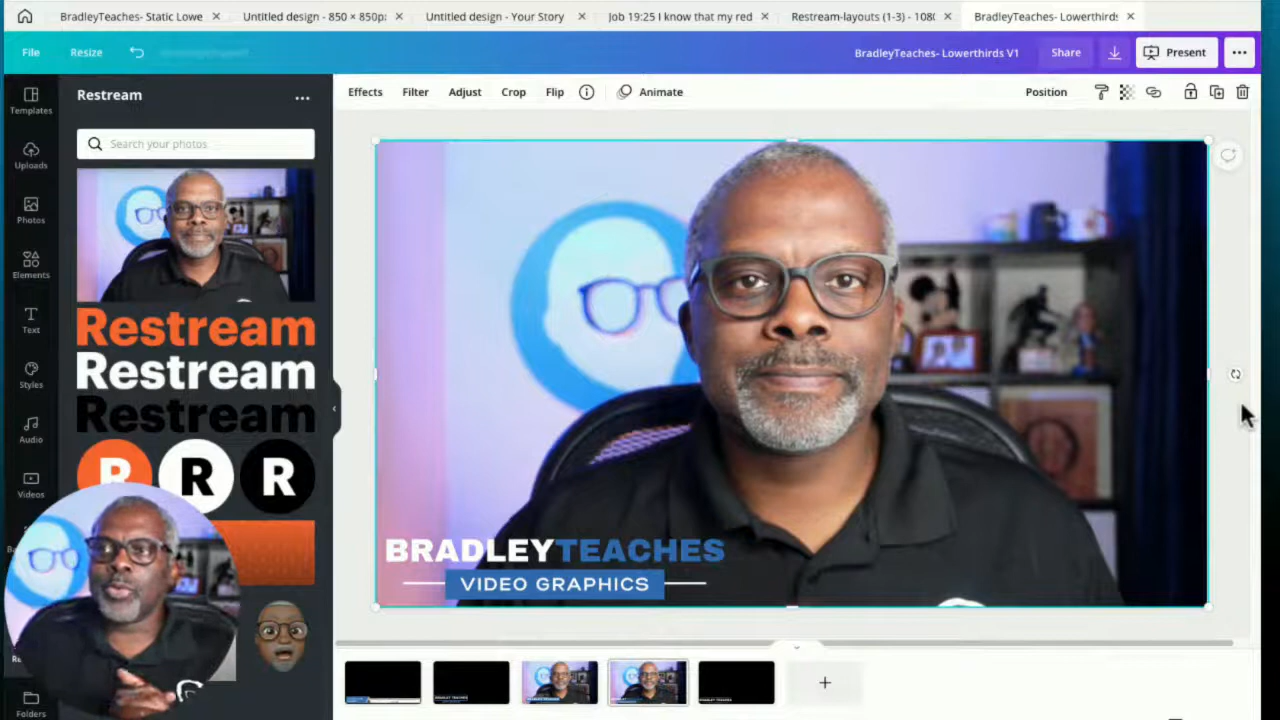 BradleyTeaches - Static Lowe
Untitled design - 850 × 850p
Untitled design - Your Story
Job 19:25 I know that my red
Restream-layouts (1-3) - 108
BradleyTeaches- Lowerthirds
File
Resize
BradleyTeaches- Lowerthirds V1
Share
Present
Templates
Uploads
Photos
Elements
Text
Styles
Audio
Videos
Folders
Restream
Search your photos
Restream
Restream
Restream
R R R
Effects
Filter
Adjust
Crop
Flip
Animate
Position
BRADLEYTEACHES
VIDEO GRAPHICS